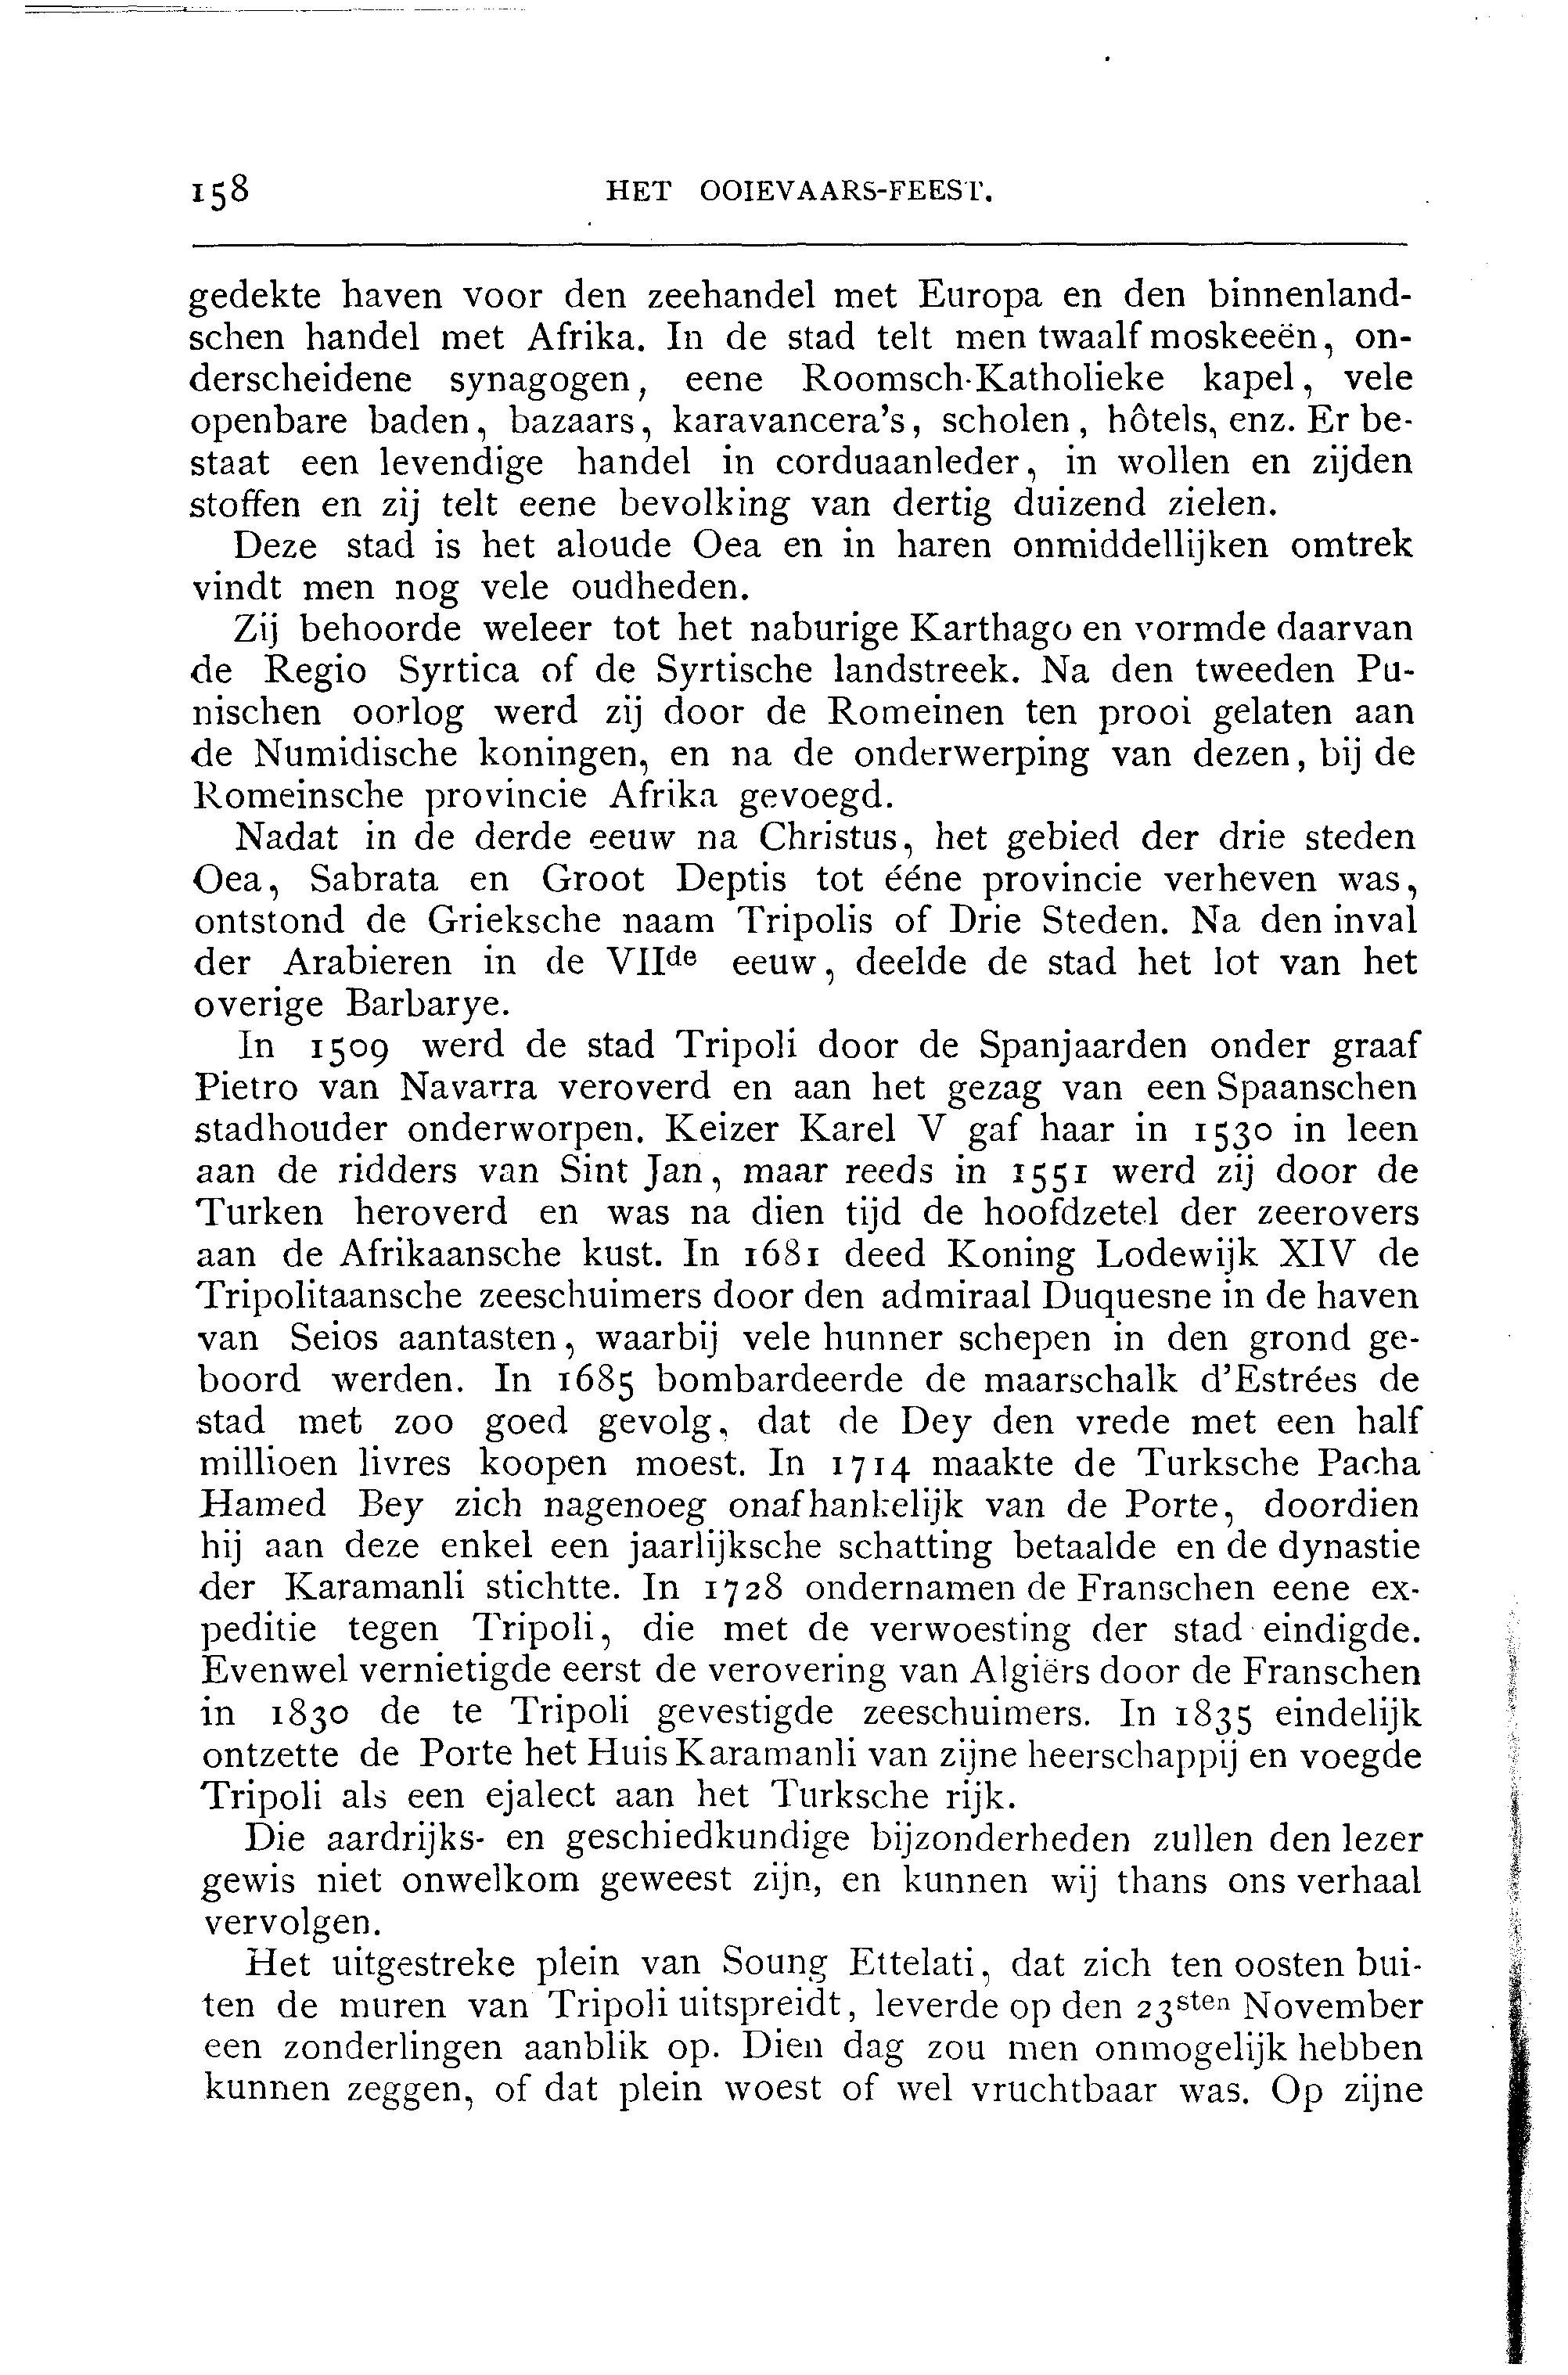 158 HET OOIEVAARS-FEEST.
gedekte haven voor den zeehandel met Europa en den binnenland-
schen handel met Afrika. In de stad telt men twaalf moskeeën, on-
derscheidene synagogen, eene Roomsch-Katholieke kapel, vele
openbare baden, bazaars, karavancera's, scholen, hôtels, enz. Er be-
staat een levendige handel in corduaanleder, in wollen en zijden
stoffen en zij telt eene bevolking van dertig duizend zielen.
Deze stad is het aloude Oea en in haren onmiddellijken omtrek
vindt men nog vele oudheden.
Zij behoorde weleer tot het naburige Karthago en vormde daarvan
de Regio Syrtica of de Syrtische landstreek. Na den tweeden Pu-
nischen oorlog werd zij door de Romeinen ten prooi gelaten aan
de Numidische koningen, en na de onderwerping van dezen, bij de
Romeinsche provincie Afrika gevoegd.
Nadat in de derde eeuw na Christus, het gebied der drie steden
Oea, Sabrata en Groot Deptis tot ééne provincie verheven was,
ontstond de Grieksche naam Tripolis of Drie Steden. Na den inval
der Arabieren in de VIIde eeuw, deelde de stad het lot van het
overige Barbarye.
In 1509 werd de stad Tripoli door de Spanjaarden onder graaf
Pietro van Navarra veroverd en aan het gezag van een Spaanschen
stadhouder onderworpen. Keizer Karel V gaf haar in 1530 in leen
aan de ridders van Sint Jan, maar reeds in 1551 werd zij door de
Turken heroverd en was na dien tijd de hoofdzetel der zeerovers
aan de Afrikaansche kust. In 1681 deed Koning Lodewijk XIV de
Tripolitaansche zeeschuimers door den admiraal Duquesne in de haven
van Seios aantasten, waarbij vele hunner schepen in den grond ge-
boord werden. In 1685 bombardeerde de maarschalk d'Estrées de
stad met zoo goed gevolg, dat de Dey den vrede met een half
millioen livres koopen moest. In 1714 maakte de Turksche Pacha
Hamed Bey zich nagenoeg onafhankelijk van de Porte, doordien
hij aan deze enkel een jaarlijksche schatting betaalde en de dynastie
der Karamanli stichtte. In 1728 ondernamen de Franschen eene ex-
peditie tegen Tripoli, die met de verwoesting der stad eindigde.
Evenwel vernietigde eerst de verovering van Algiërs door de Franschen
in 1830 de te Tripoli gevestigde zeeschuimers. In 1835 eindelijk
ontzette de Porte het Huis Karamanli van zijne heerschappij en voegde
Tripoli als een ejalect aan het Turksche rijk.
Die aardrijks- en geschiedkundige bijzonderheden zullen den lezer
gewis niet onwelkom geweest zijn, en kunnen wij thans ons verhaal
vervolgen.
Het uitgestreke plein van Soung Ettelati, dat zich ten oosten bui-
ten de muren van Tripoli uitspreidt, leverde op den 23sten November
een zonderlingen aanblik op. Dien dag zou men onmogelijk hebben
kunnen zeggen, of dat plein woest of wel vruchtbaar was. Op zijne